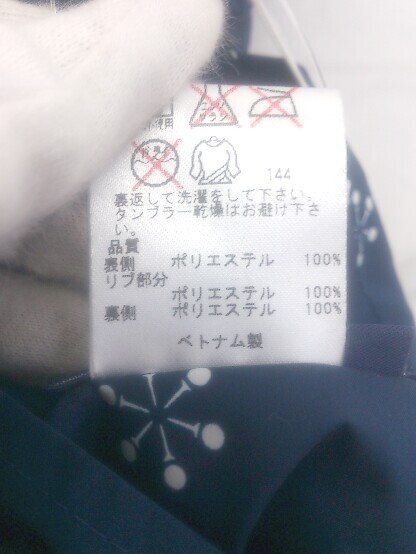 144
裏返して洗濯をして下さい。
タンブラー乾燥はお避け下さ
い。
品質
表側 ポリエステル 100%
リブ部分
ポリエステル 100%
裏側 ポリエステル 100%
ベトナム製